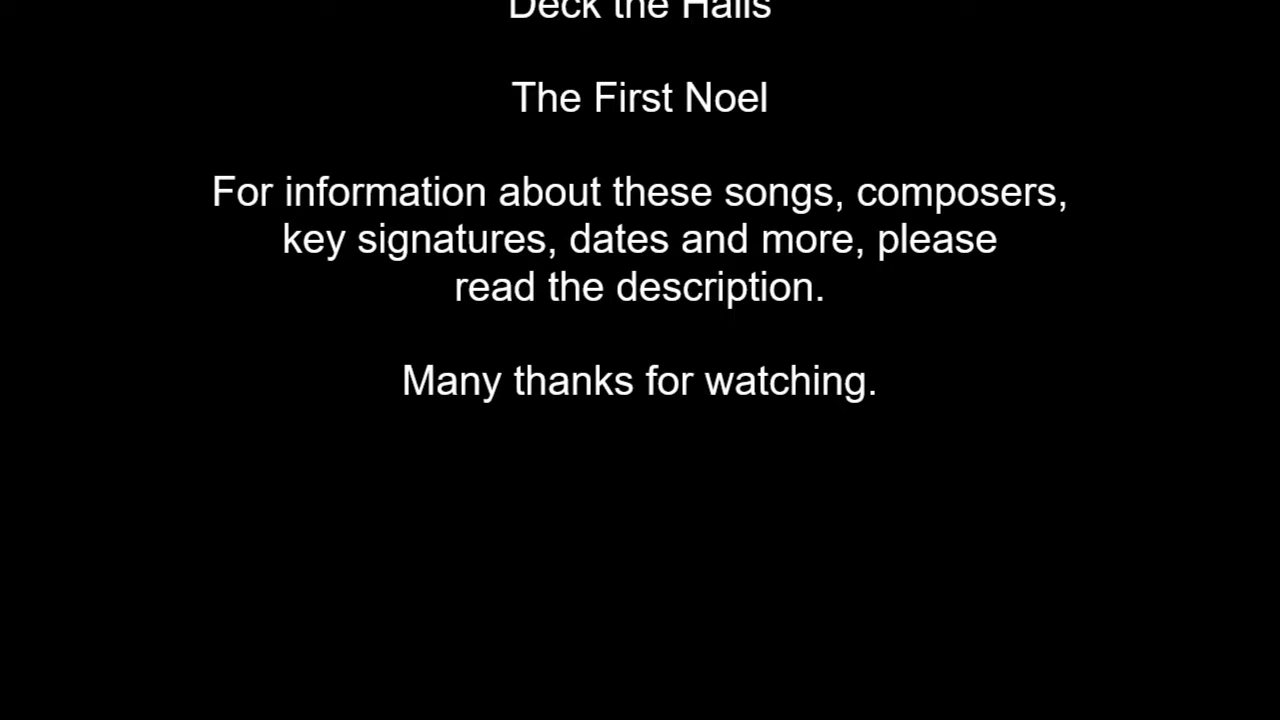 Deck the Halls
The First Noel
For information about these songs, composers,
key signatures, dates and more, please
read the description.
Many thanks for watching.